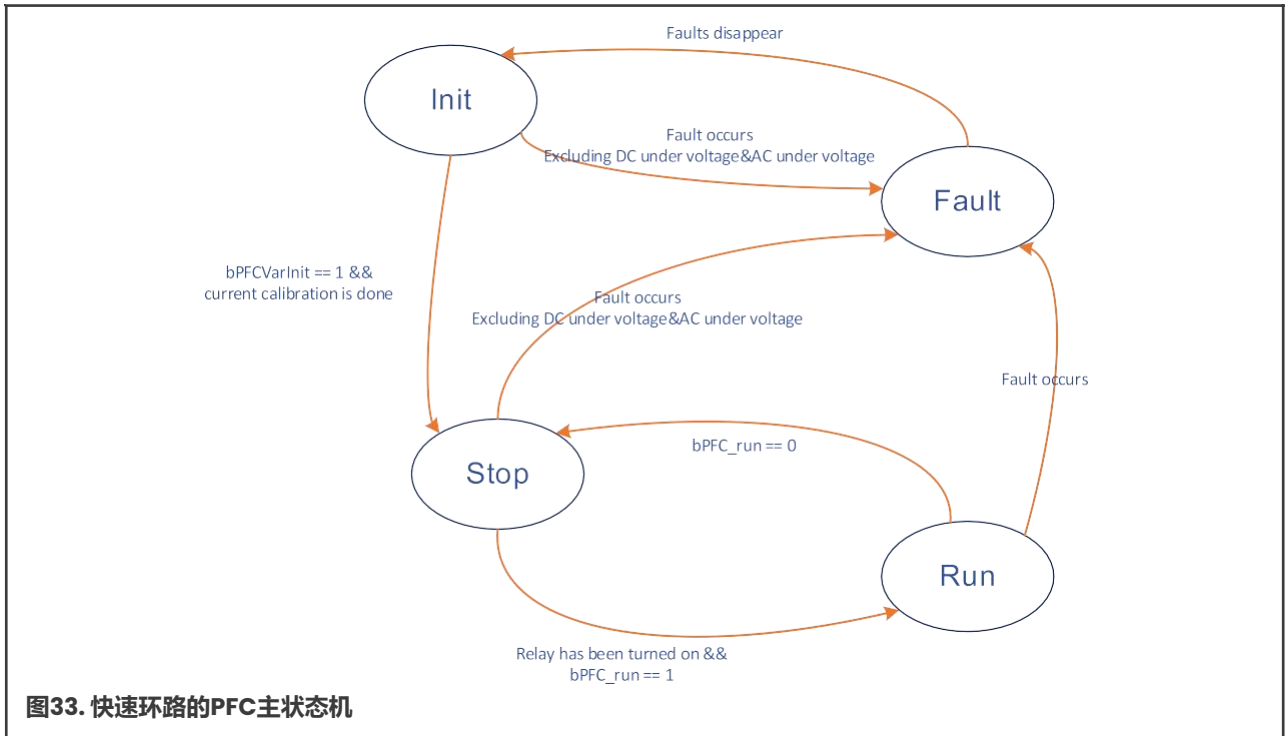 Faults disappear
Init
Fault occurs
Excluding DC under voltage&AC under voltage
Fault
bPFCVarInit == 1 &&
current calibration is done
Fault occurs
Excluding DC under voltage&AC under voltage
Fault occurs
bPFC_run == 0
Stop
Run
Relay has been turned on &&
bPFC_run == 1
图33. 快速环路的PFC主状态机